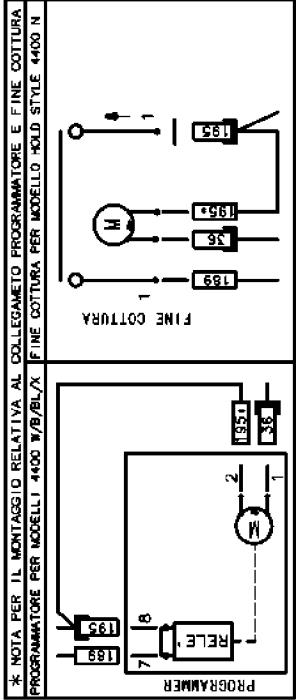 * NOTA PER IL MONTAGGIO RELATIVA AL COLLEGAMETO PROGRAMMATORE E FINE COTTURA
PROGRAMMATORE PER MODELLI 4400 W/B/BL/X
FINE COTTURA PER MODELLO HOLD STYLE 4400 N
189
195
7
8
RELE'
M
2
1
195*
36
PROGRAMMER
1
1
M
189
36
195*
195
FINE COTTURA